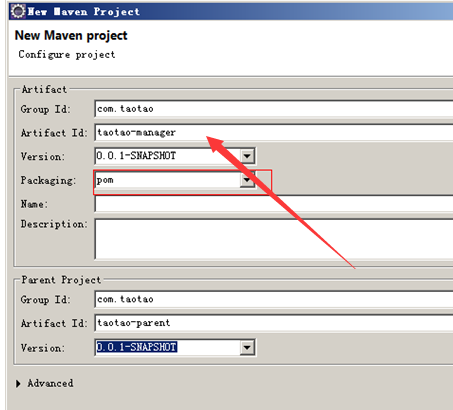 New Maven Project
New Maven project
Configure project
Artifact
Group Id: com.taotao
Artifact Id: taotao-manager
Version: 0.0.1-SNAPSHOT
Packaging: pom
Name:
Description:
Parent Project
Group Id: com.taotao
Artifact Id: taotao-parent
Version: 0.0.1-SNAPSHOT
Advanced